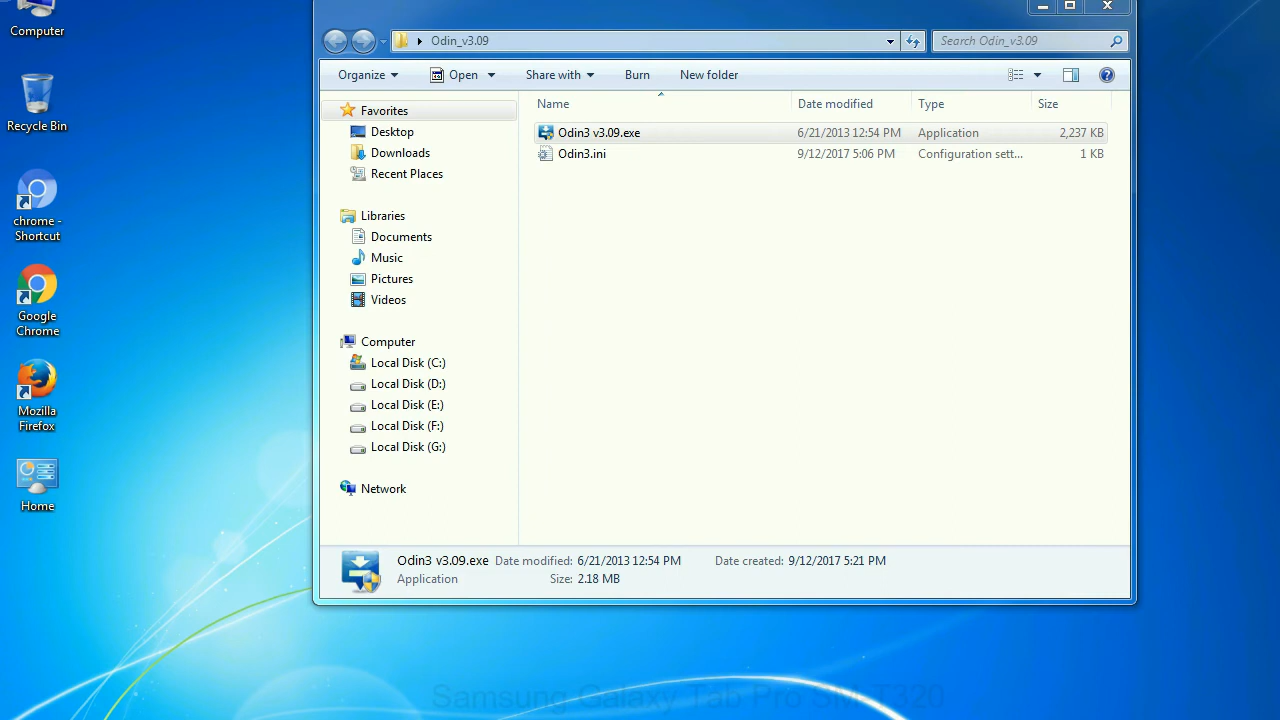 Computer
Recycle Bin
chrome -
Shortcut
Google
Chrome
Mozilla
Firefox
Home
Odin_v3.09
Search Odin_v3.09
Organize
Open
Share with
Burn
New folder
Favorites
Desktop
Downloads
Recent Places
Libraries
Documents
Music
Pictures
Videos
Computer
Local Disk (C:)
Local Disk (D:)
Local Disk (E:)
Local Disk (F:)
Local Disk (G:)
Network
Name Date modified Type Size
Odin3 v3.09.exe 6/21/2013 12:54 PM Application 2,237 KB
Odin3.ini 9/12/2017 5:06 PM Configuration sett... 1 KB
Odin3 v3.09.exe Date modified: 6/21/2013 12:54 PM Date created: 9/12/2017 5:21 PM
Application Size: 2.18 MB
Samsung Galaxy Tab Pro SM-T320